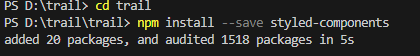 PS D:\trail> cd trail
PS D:\trail\trail> npm install --save styled-components
added 20 packages, and audited 1518 packages in 5s